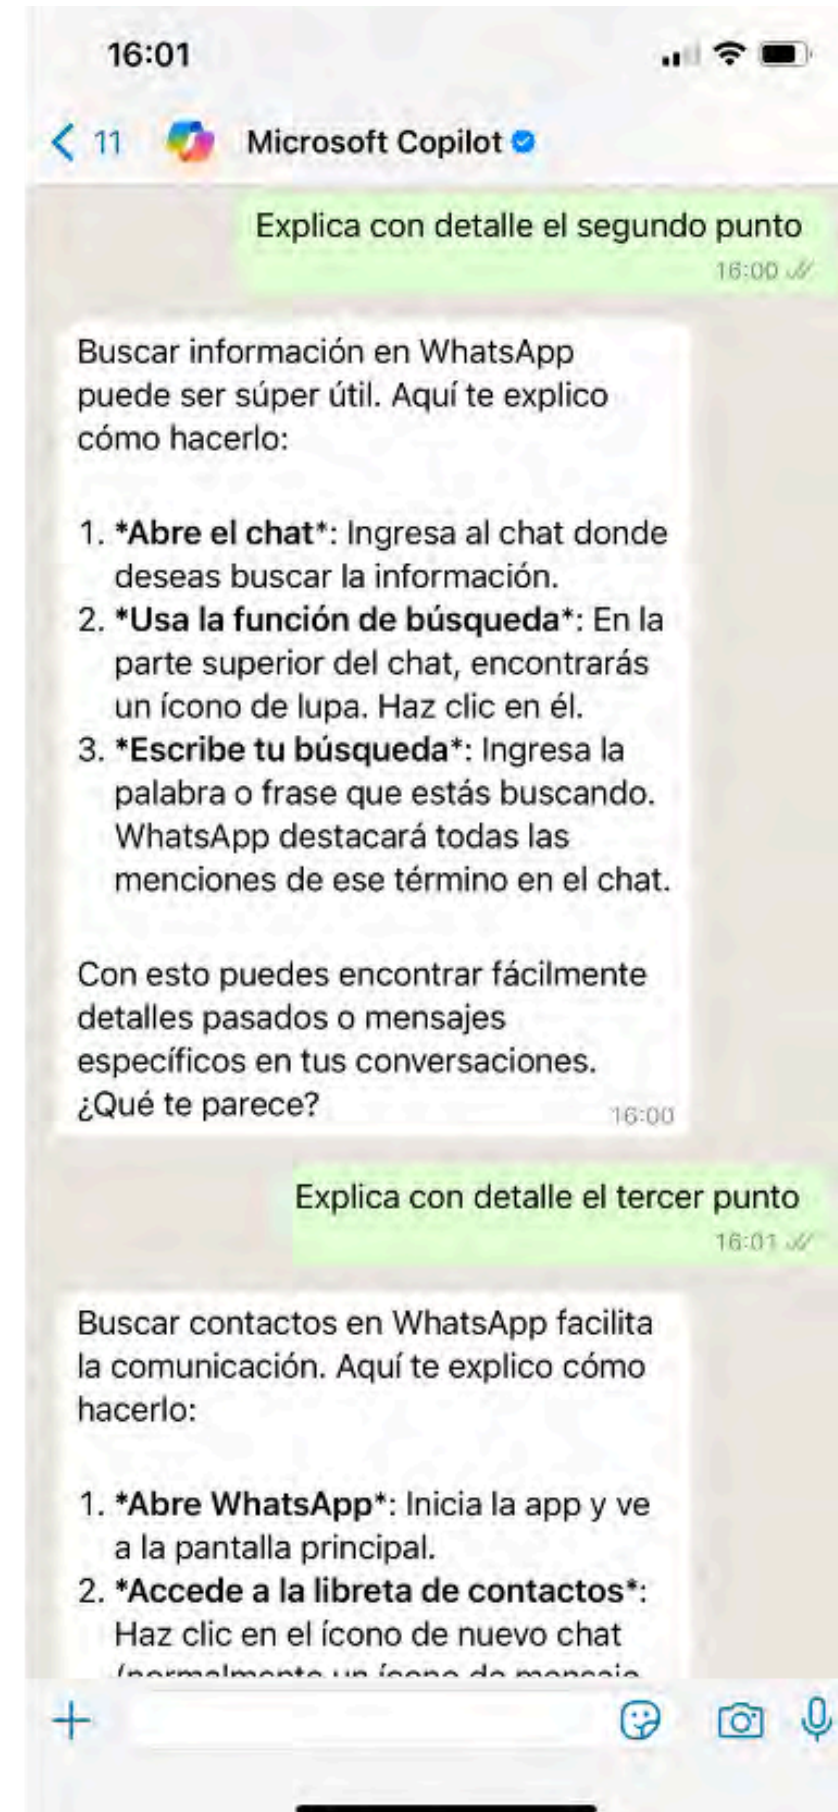 16:01
11 Microsoft Copilot
Explica con detalle el segundo punto
16:00
Buscar información en WhatsApp
puede ser súper útil. Aquí te explico
cómo hacerlo:
1. *Abre el chat*: Ingresa al chat donde
deseas buscar la información.
2. *Usa la función de búsqueda*: En la
parte superior del chat, encontrarás
un ícono de lupa. Haz clic en él.
3. *Escribe tu búsqueda*: Ingresa la
palabra o frase que estás buscando.
WhatsApp destacará todas las
menciones de ese término en el chat.
Con esto puedes encontrar fácilmente
detalles pasados o mensajes
específicos en tus conversaciones.
¿Qué te parece?
16:00
Explica con detalle el tercer punto
16:01
Buscar contactos en WhatsApp facilita
la comunicación. Aquí te explico cómo
hacerlo:
1. *Abre WhatsApp*: Inicia la app y ve
a la pantalla principal.
2. *Accede a la libreta de contactos*:
Haz clic en el ícono de nuevo chat
(normalmente un ícono de mensaje